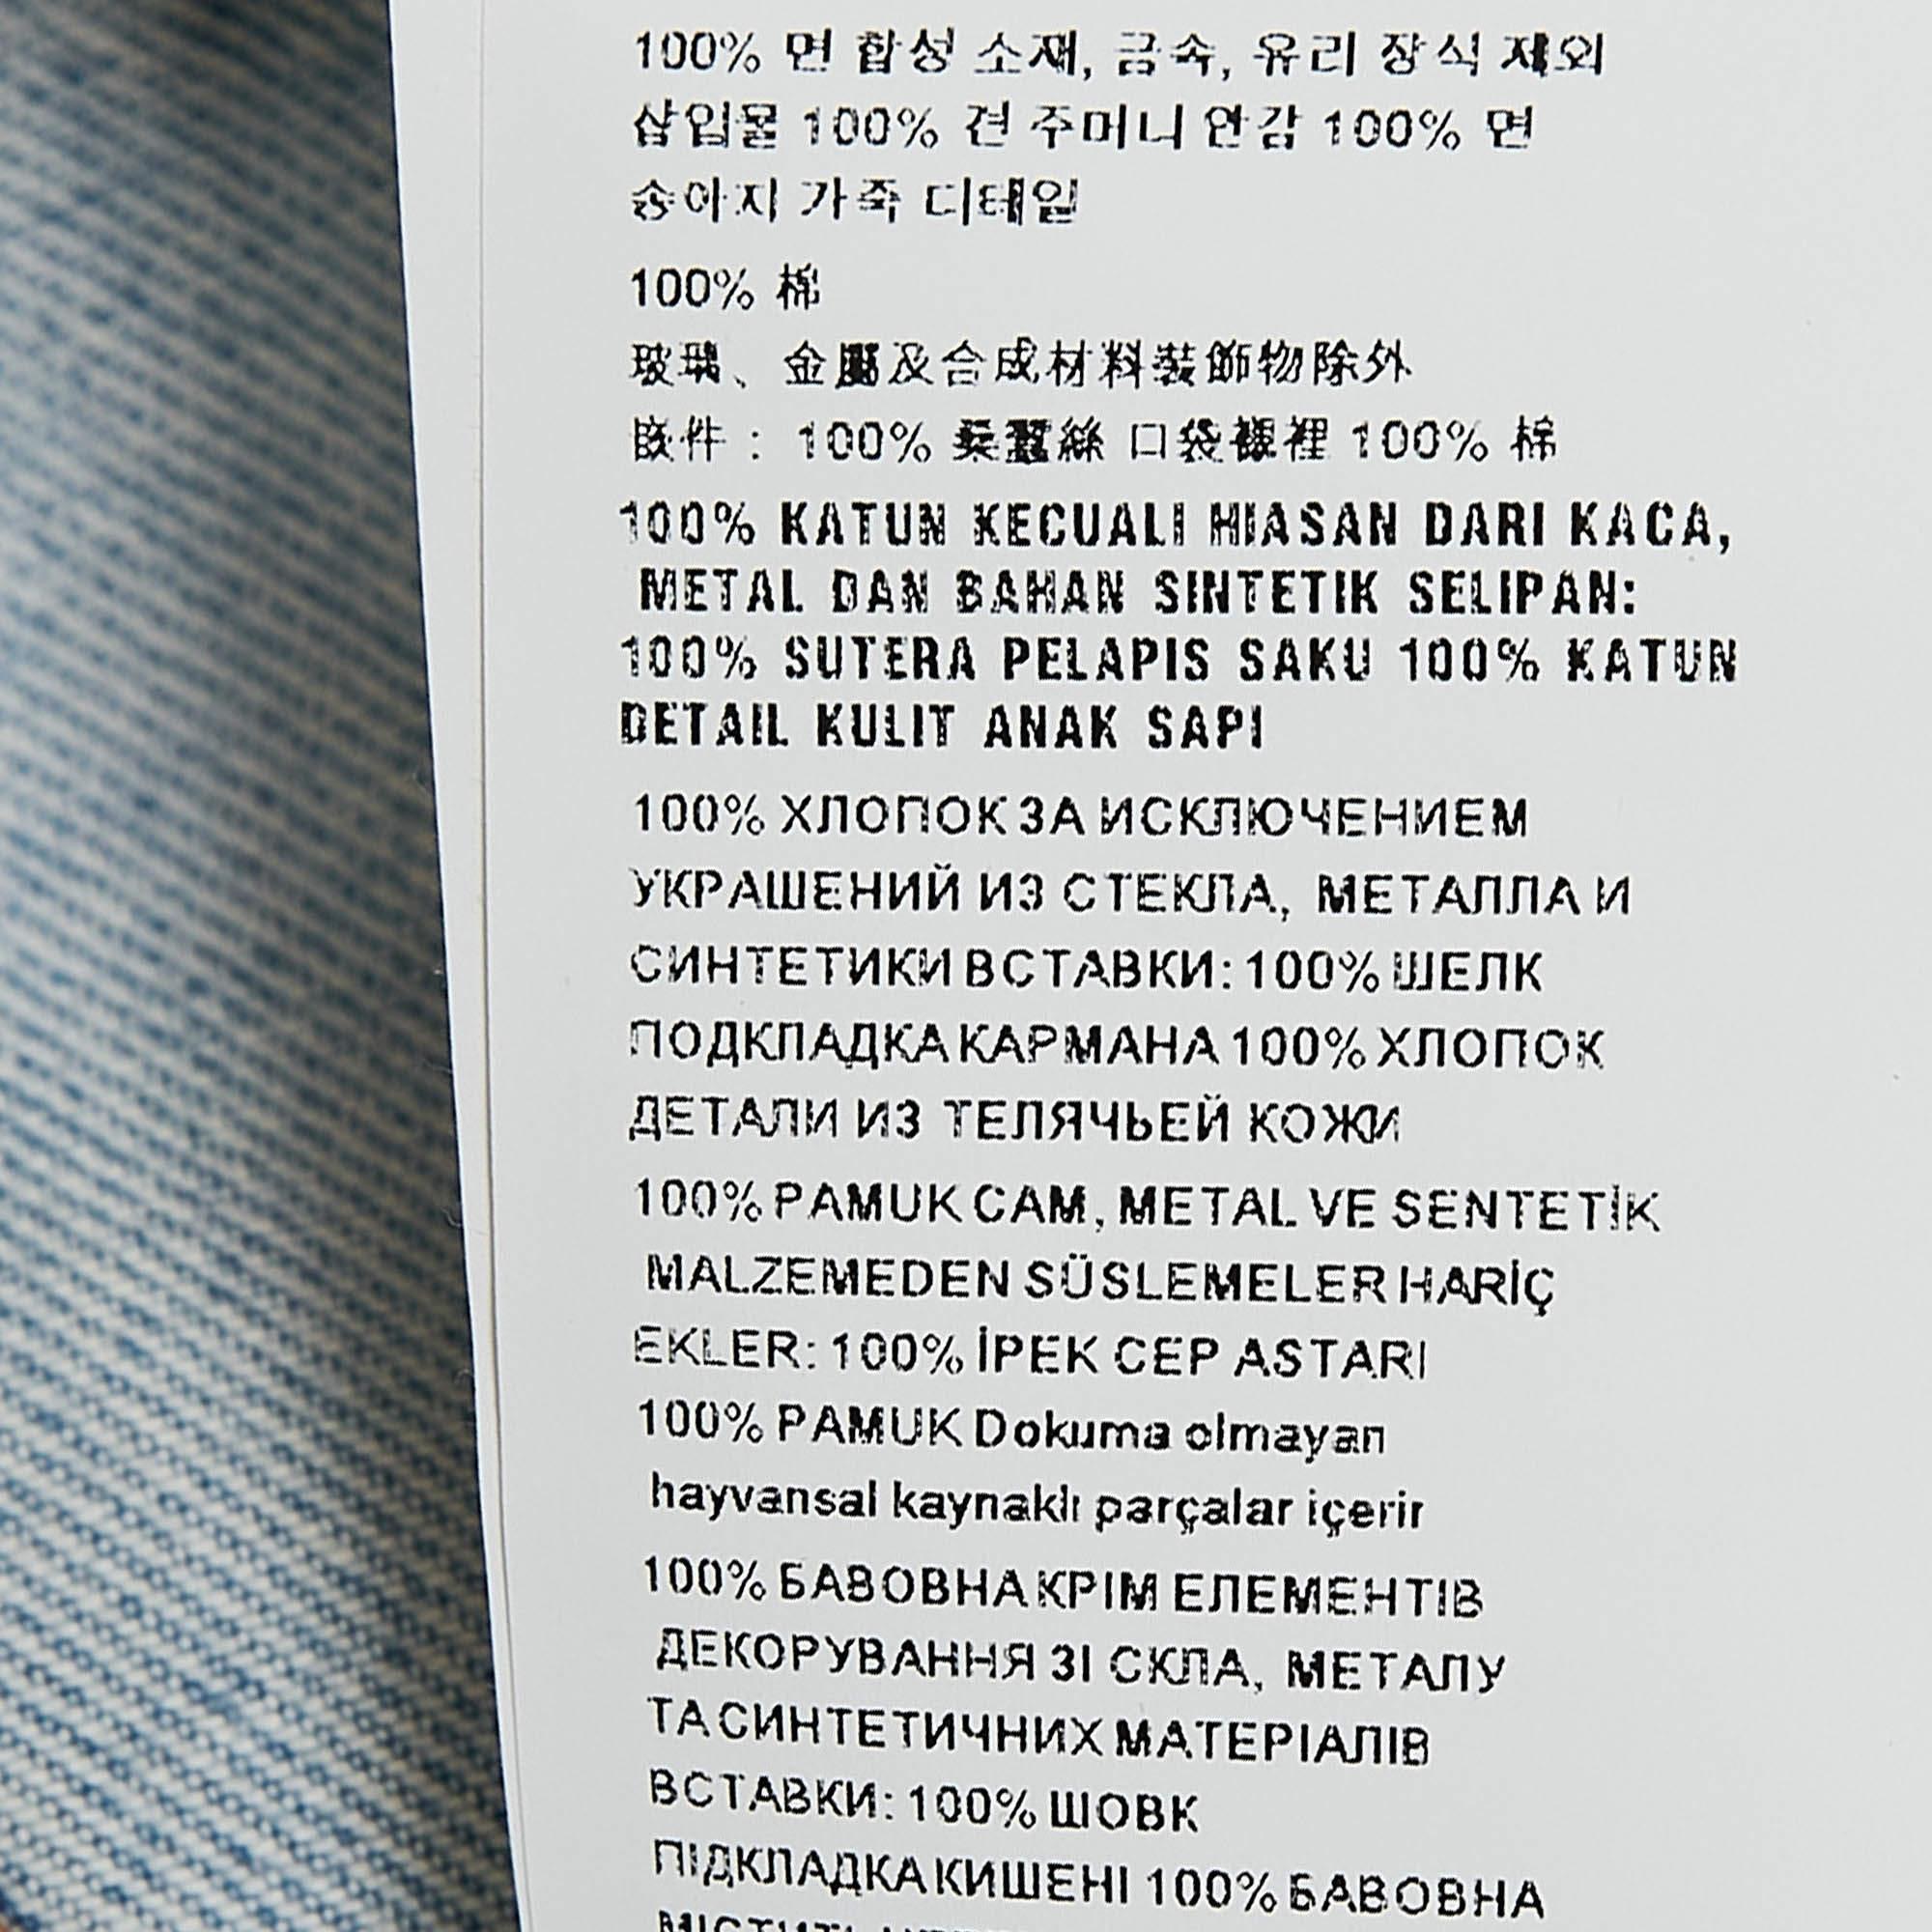 100% 면 합성 소재, 금속, 유리 장식 제외
삽입물 100% 견 주머니 안감 100% 면
송아지 가죽 디테일
100% 棉
玻璃、金屬及合成材料裝飾物除外
嵌件： 100% 桑蠶絲 口袋襯裡 100% 棉
100% KATUN KECUALI HIASAN DARI KACA,
METAL DAN BAHAN SINTETIK SELIPAN:
100% SUTERA PELAPIS SAKU 100% KATUN
DETAIL KULIT ANAK SAPI
100% ХЛОПОК ЗА ИСКЛЮЧЕНИЕМ
УКРАШЕНИЙ ИЗ СТЕКЛА, МЕТАЛЛА И
СИНТЕТИКИ ВСТАВКИ: 100% ШЕЛК
ПОДКЛАДКА КАРМАНА 100% ХЛОПОК
ДЕТАЛИ ИЗ ТЕЛЯЧЬЕЙ КОЖИ
100% PAMUK CAM, METAL VE SENTETİK
MALZEMEDEN SÜSLEMELER HARİÇ
EKLER: 100% İPEK CEP ASTARI
100% PAMUK Dokuma olmayan
hayvansal kaynaklı parçalar içerir
100% БАВОВНА КРІМ ЕЛЕМЕНТІВ
ДЕКОРУВАННЯ ЗІ СКЛА, МЕТАЛУ
ТА СИНТЕТИЧНИХ МАТЕРІАЛІВ
ВСТАВКИ: 100% ШОВК
ПІДКЛАДКА КИШЕНІ 100% БАВОВНА